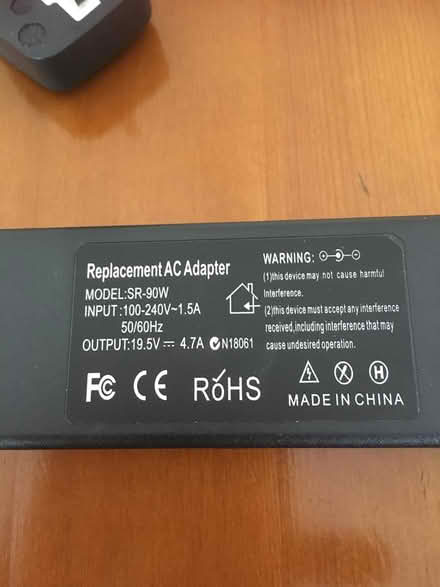 Replacement AC Adapter
MODEL:SR-90W
INPUT:100-240V~1.5A
50/60Hz
OUTPUT:19.5V⎓ 4.7A
N18061
FC CE RoHS
WARNING:
(1)this device may not cause harmful
Interference.
(2)this device must accept any interference
received,including interference that may
cause undesired operation.
H
MADE IN CHINA